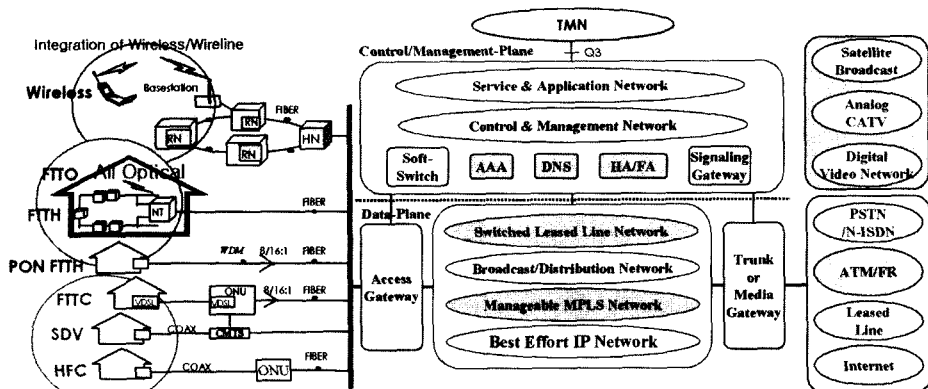 Integration of Wireless/Wireline
Wireless
Basestation
FIBER
RN
RN
RN
HN
FTTO
All Optical
FTTH
NT
FIBER
PON FTTH
WDM
8/16:1
FIBER
FTTC
VDSL
VDSL
ONU
8/16:1
FIBER
SDV
COAX
CMTS
HFC
COAX
ONU
FIBER
TMN
Control/Management-Plane
Q3
Service & Application Network
Control & Management Network
Soft-
Switch
AAA
DNS
HA/FA
Signaling
Gateway
Data-Plane
Access
Gateway
Switched Leased Line Network
Broadcast/Distribution Network
Manageable MPLS Network
Best Effort IP Network
Trunk
or
Media
Gateway
Satellite
Broadcast
Analog
CATV
Digital
Video Network
PSTN
/N-ISDN
ATM/FR
Leased
Line
Internet